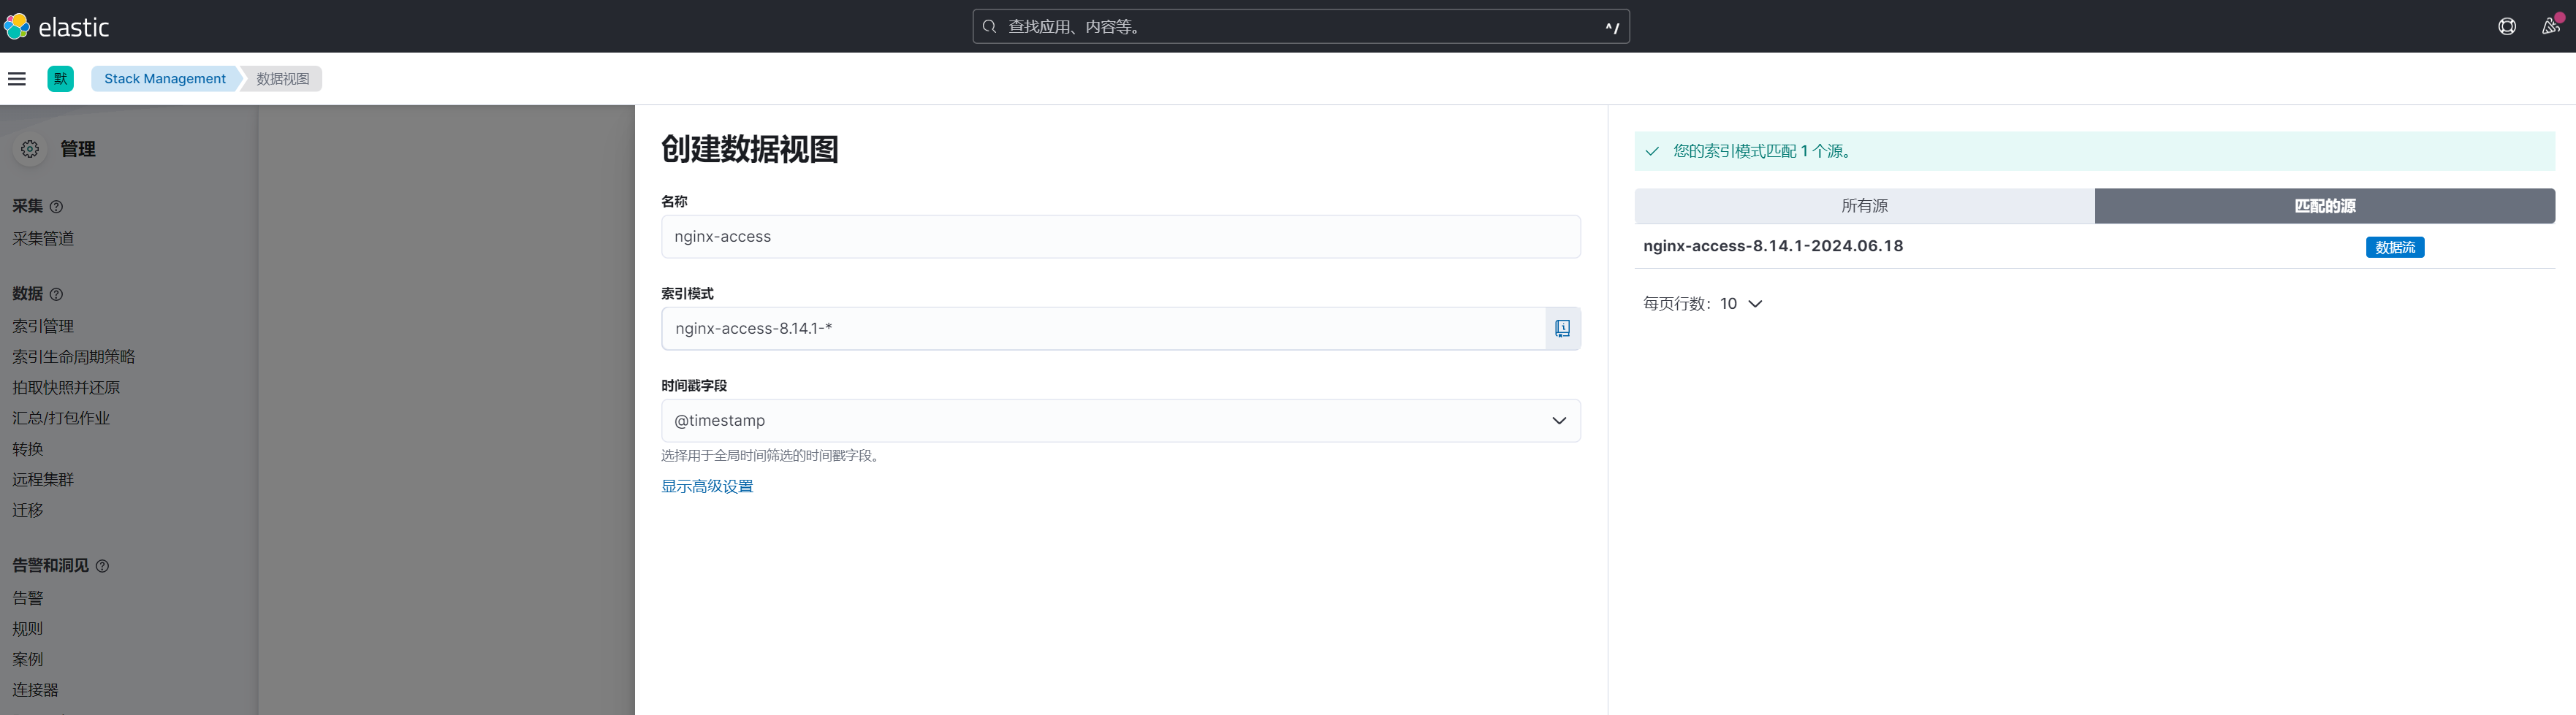 elastic
查找应用、内容等。
^/
默
Stack Management
数据视图
管理
采集
采集管道
数据
索引管理
索引生命周期策略
拍取快照并还原
汇总/打包作业
转换
远程集群
迁移
告警和洞见
告警
规则
案例
连接器
创建数据视图
名称
nginx-access
索引模式
nginx-access-8.14.1-*
时间戳字段
@timestamp
选择用于全局时间筛选的时间戳字段。
显示高级设置
您的索引模式匹配 1 个源。
所有源
匹配的源
nginx-access-8.14.1-2024.06.18
数据流
每页行数：10